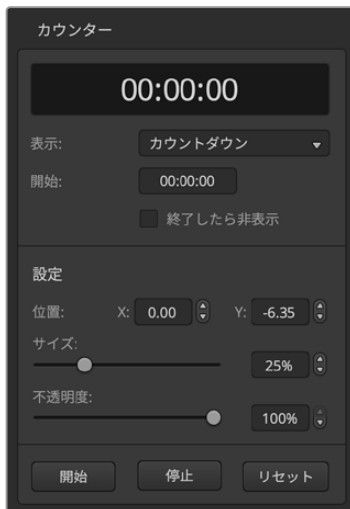 カウンター
00:00:00
表示: カウントダウン
開始: 00:00:00
終了したら非表示
設定
位置: X: 0.00 Y: -6.35
サイズ:
25%
不透明度:
100%
開始 停止 リセット